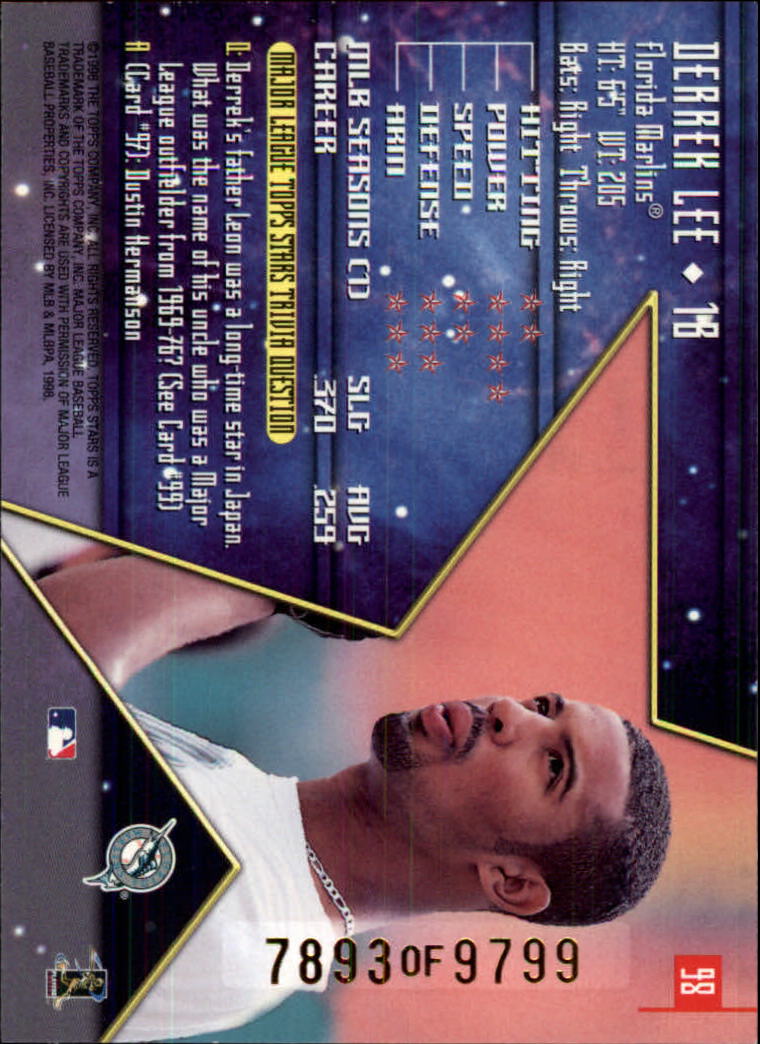 DERREK LEE ◆ 1B
Florida Marlins®
HT: 6'5" WT: 205
Bats: Right Throws: Right
HITTING ★★
POWER ★★★★
SPEED ★★
DEFENSE ★★★
ARM ★★★
MLB SEASONS (1) SLG AVG
CAREER .370 .259
MAJOR LEAGUE TOPPS STARS TRIVIA QUESTION
Q: Derrek's father Leon was a long-time star in Japan.
What was the name of his uncle who was a Major
League outfielder from 1969-76? (See Card #99)
A (Card #97): Dustin Hermanson
©1998 THE TOPPS COMPANY, INC. ALL RIGHTS RESERVED. TOPPS STARS IS A
TRADEMARK OF THE TOPPS COMPANY, INC. MAJOR LEAGUE BASEBALL
TRADEMARKS AND COPYRIGHTS ARE USED WITH PERMISSION OF MAJOR LEAGUE
BASEBALL PROPERTIES, INC. LICENSED BY MLB & MLBPA, 1998.
98
7893 OF 9799